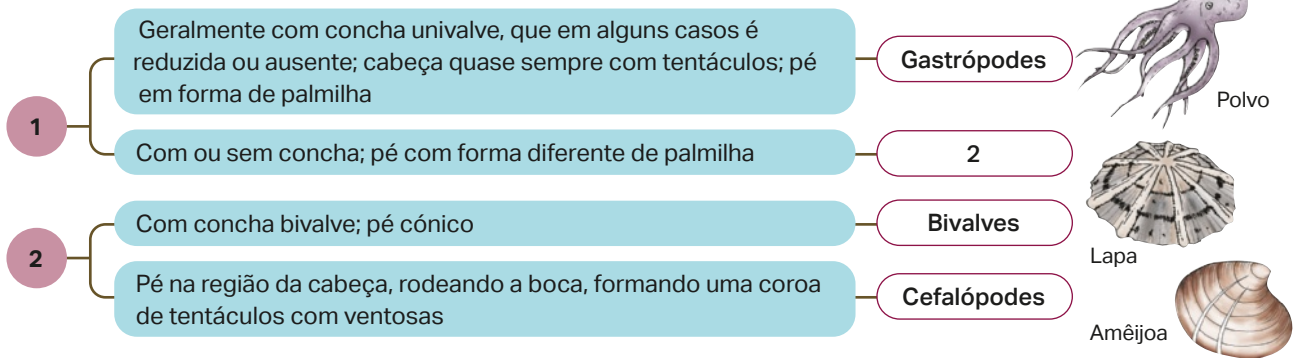 1
Geralmente com concha univalve, que em alguns casos é
reduzida ou ausente; cabeça quase sempre com tentáculos; pé
em forma de palmilha
Gastrópodes
Com ou sem concha; pé com forma diferente de palmilha
2
2
Com concha bivalve; pé cónico
Bivalves
Pé na região da cabeça, rodeando a boca, formando uma coroa
de tentáculos com ventosas
Cefalópodes
Polvo
Lapa
Amêijoa